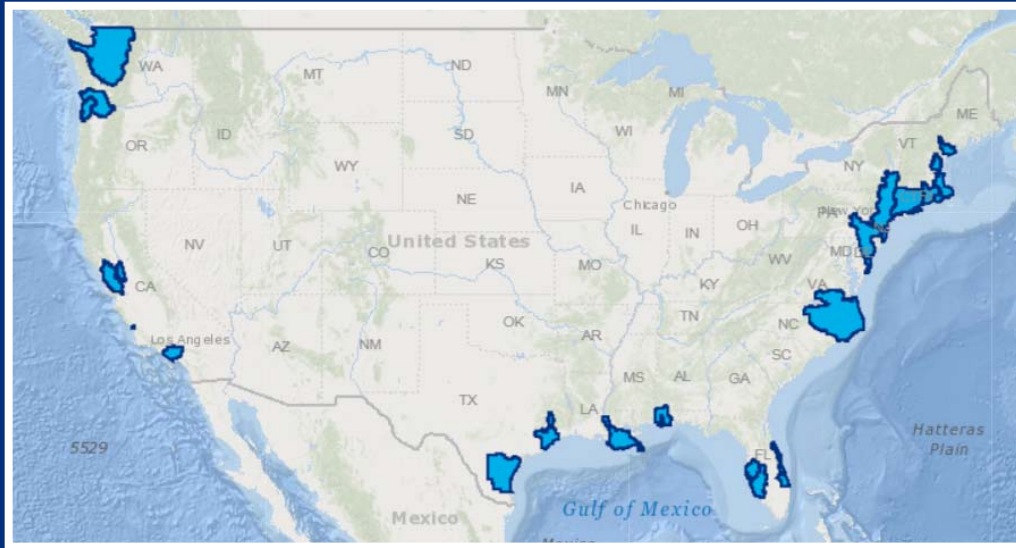 WA
MT
ND
MN
MI
ME
VT
OR
ID
SD
WI
NY
WY
IA
Chicago
NE
PA
NV
UT
CO
United States
KS
IL
IN
OH
MD
WV
CA
MO
KY
VA
Los Angeles
AZ
NM
OK
AR
TN
NC
SC
TX
LA
MS
AL
GA
5529
Hatteras
Plain
FL
Gulf of Mexico
Mexico